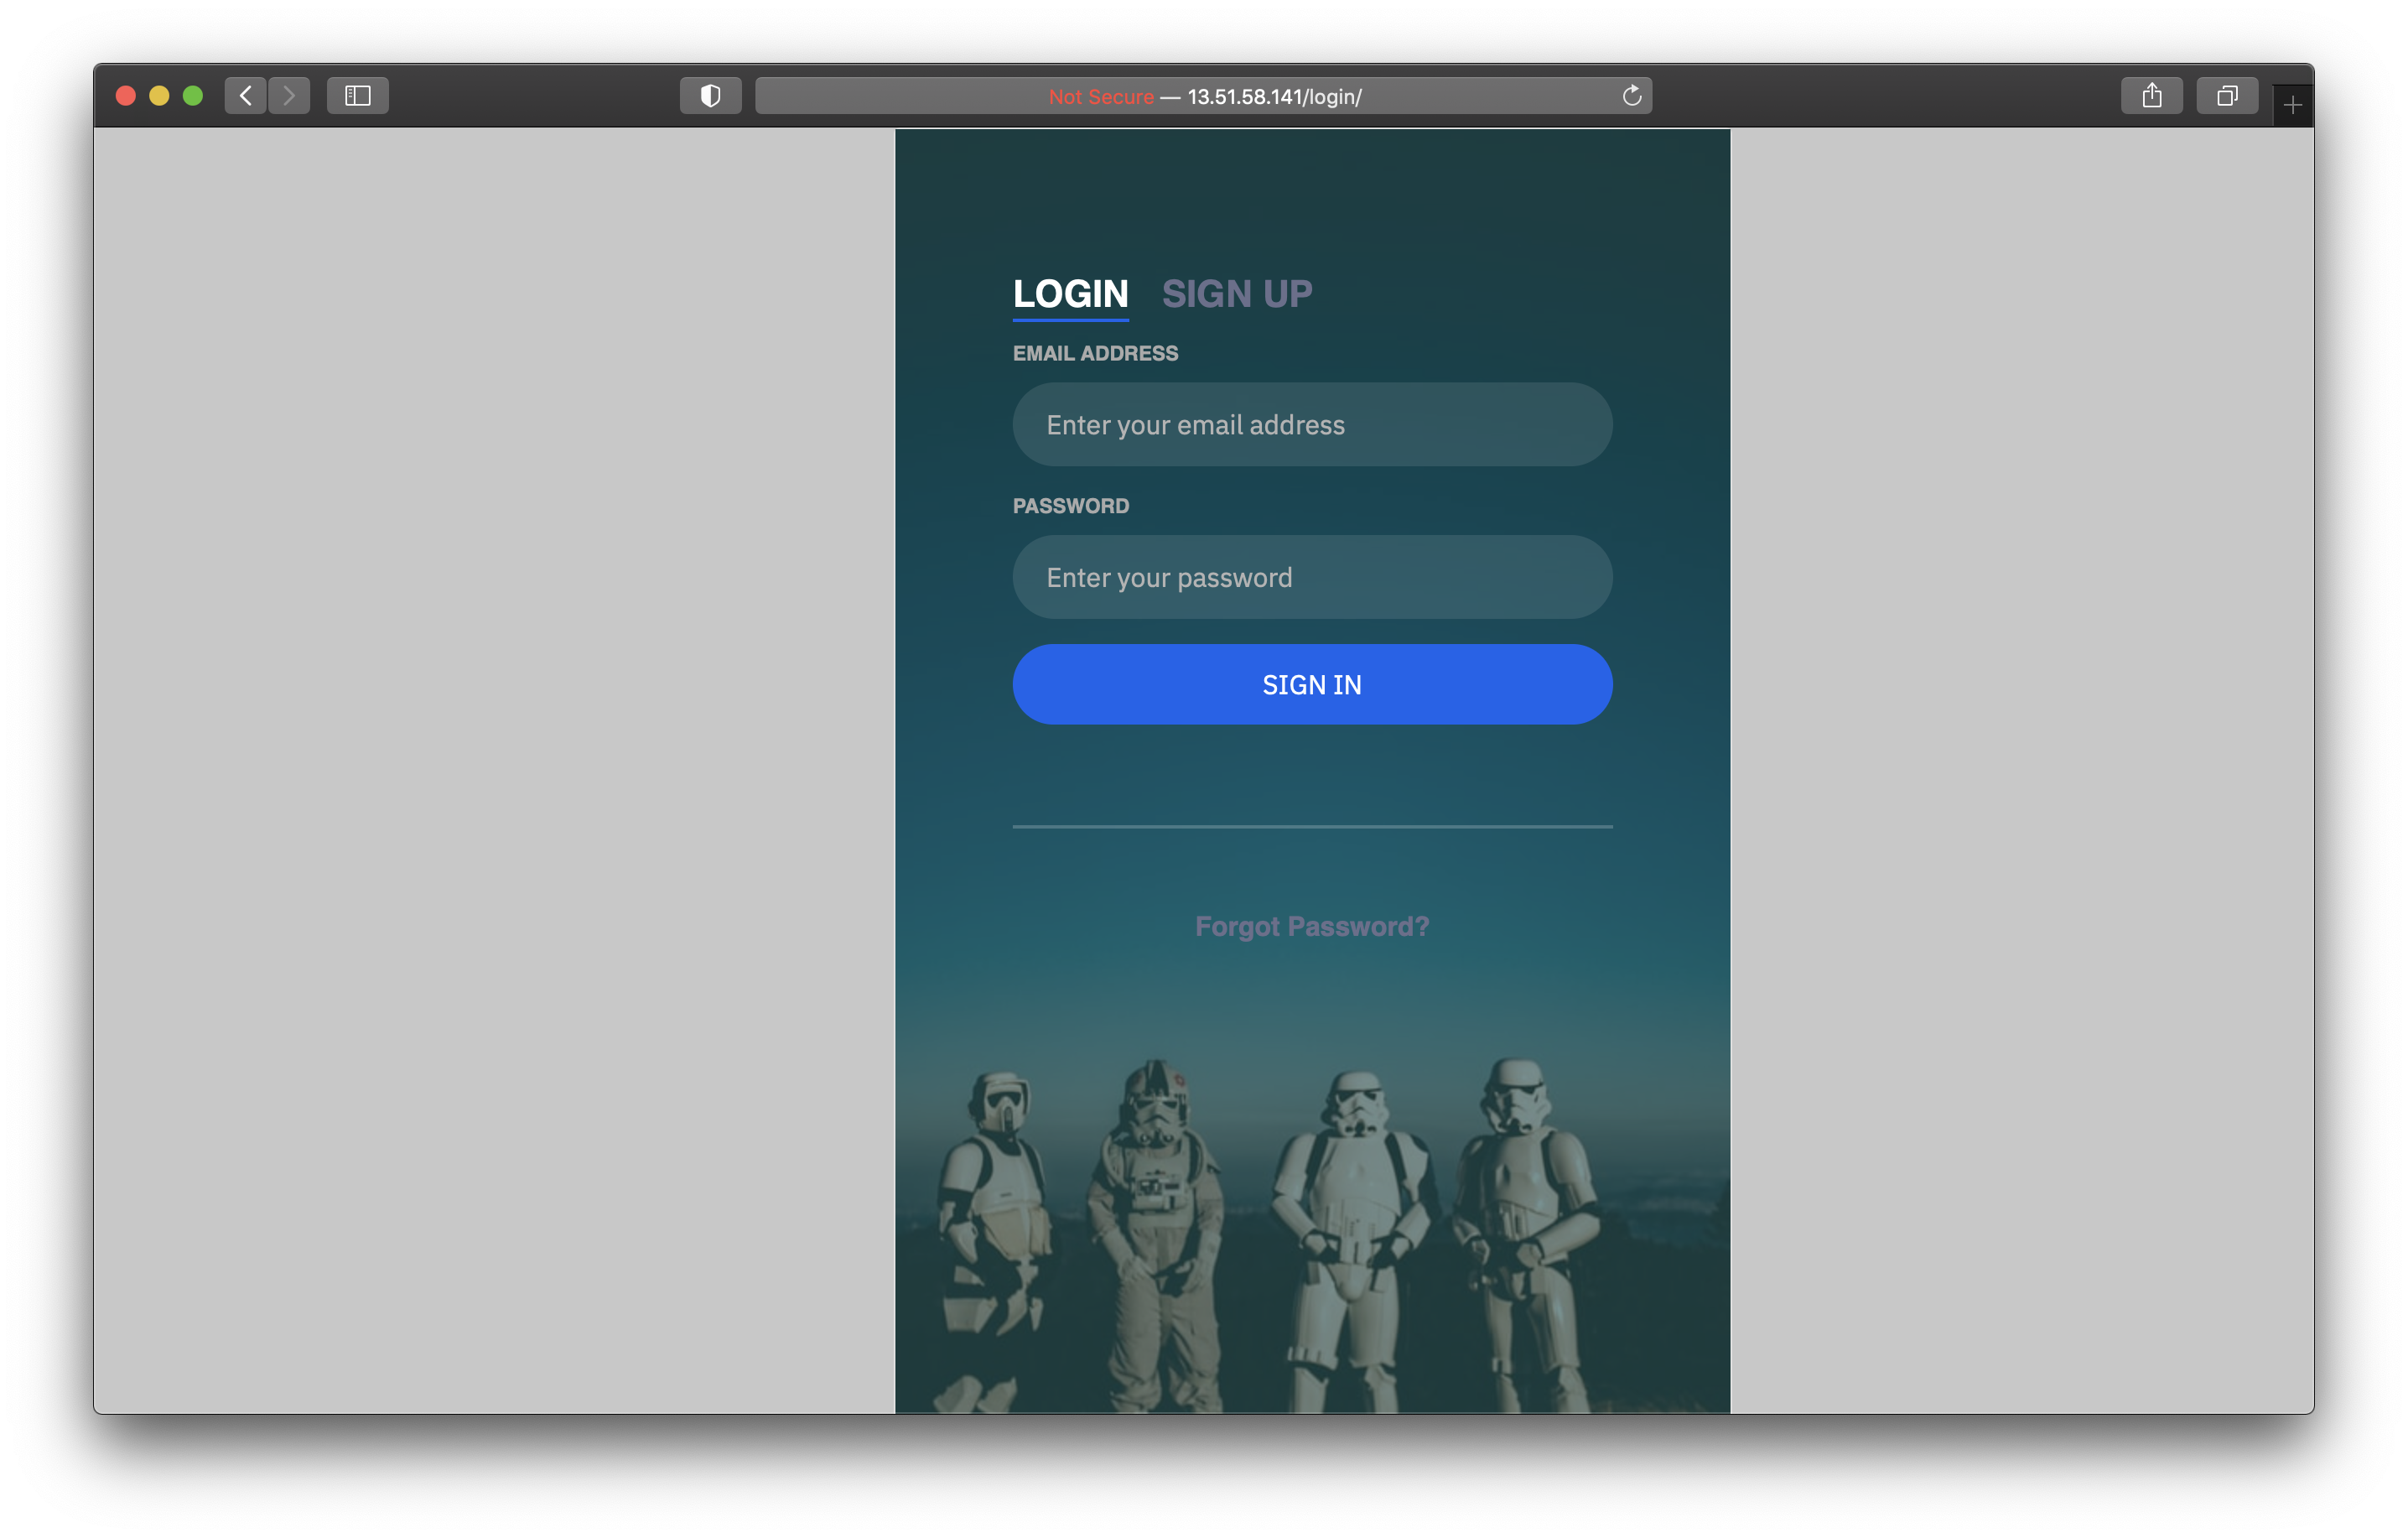 Not Secure — 13.51.58.141/login/
LOGIN SIGN UP
EMAIL ADDRESS
Enter your email address
PASSWORD
Enter your password
SIGN IN
Forgot Password?